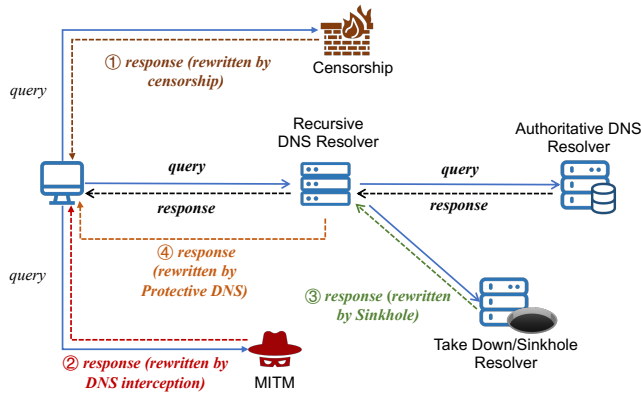 ① response (rewritten by
censorship)
Censorship
query
Recursive
DNS Resolver
Authoritative DNS
Resolver
query
response
query
response
④ response
(rewritten by
Protective DNS)
query
③ response (rewritten
by Sinkhole)
Take Down/Sinkhole
Resolver
② response (rewritten by
DNS interception)
MITM